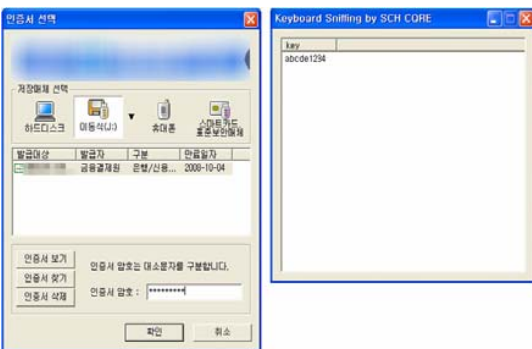 인증서 선택
저장매체 선택
하드디스크
이동식(J:)
휴대폰
스마트카드
표준보안매체
발급대상 발급자 구분 만료일자
금융결제원 은행/신용... 2008-10-04
인증서 보기
인증서 찾기
인증서 삭제
인증서 암호는 대소문자를 구분합니다.
인증서 암호 : *********
확인 취소
Keyboard Sniffing by SCH CQRE
key
abcde1234